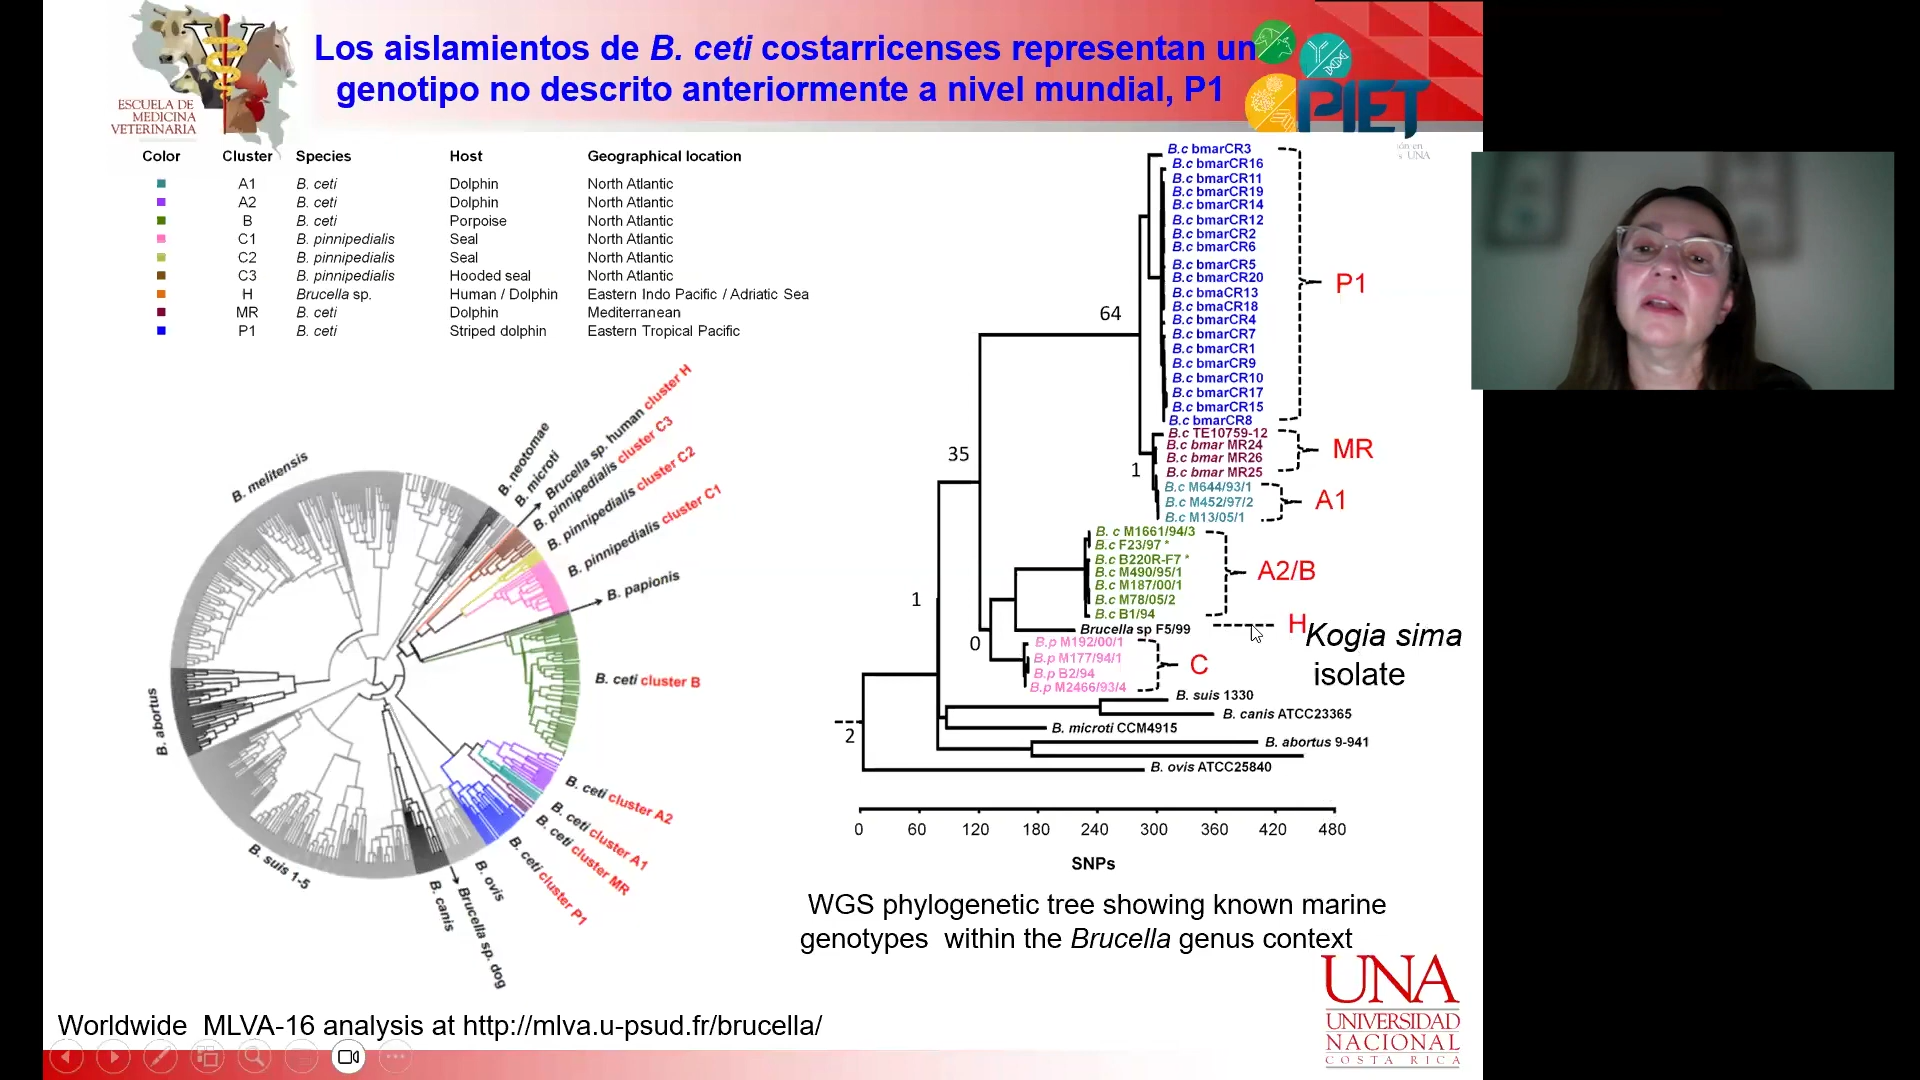 Los aislamientos de B. ceti costarricenses representan un
genotipo no descrito anteriormente a nivel mundial, P1
ESCUELA DE
MEDICINA
VETERINARIA
PIET
UNA
Color Cluster Species Host Geographical location
A1 B. ceti Dolphin North Atlantic
A2 B. ceti Dolphin North Atlantic
B B. ceti Porpoise North Atlantic
C1 B. pinnipedialis Seal North Atlantic
C2 B. pinnipedialis Seal North Atlantic
C3 B. pinnipedialis Hooded seal North Atlantic
H Brucella sp. Human / Dolphin Eastern Indo Pacific / Adriatic Sea
MR B. ceti Dolphin Mediterranean
P1 B. ceti Striped dolphin Eastern Tropical Pacific
B. melitensis
B. neotomae
B. microti
Brucella sp. human cluster H
B. pinnipedialis cluster C3
B. pinnipedialis cluster C2
B. pinnipedialis cluster C1
B. papionis
B. ceti cluster B
B. ceti cluster A2
B. ceti cluster A1
B. ceti cluster MR
B. ceti cluster P1
B. ovis
Brucella sp. dog
B. canis
B. suis 1-5
B. abortus
B.c bmarCR3
B.c bmarCR16
B.c bmarCR11
B.c bmarCR19
B.c bmarCR14
B.c bmarCR12
B.c bmarCR2
B.c bmarCR6
B.c bmarCR5
B.c bmarCR20
B.c bmaCR13
B.c bmaCR18
B.c bmarCR4
B.c bmarCR7
B.c bmarCR1
B.c bmarCR9
B.c bmarCR10
B.c bmarCR17
B.c bmarCR15
B.c bmarCR8
P1
B.c TE10759-12
B.c bmar MR24
B.c bmar MR26
B.c bmar MR25
MR
B.c M644/93/1
B.c M452/97/2
B.c M13/05/1
A1
B. c M1661/94/3
B.c F23/97 *
B.c B220R-F7 *
B.c M490/95/1
B.c M187/00/1
B.c M78/05/2
B.c B1/94
A2/B
Brucella sp F5/99
H
Kogia sima
isolate
B.p M192/00/1
B.p M177/94/1
B.p B2/94
B.p M2466/93/4
C
B. suis 1330
B. canis ATCC23365
B. microti CCM4915
B. abortus 9-941
B. ovis ATCC25840
64
35
1
1
0
2
0 60 120 180 240 300 360 420 480
SNPs
WGS phylogenetic tree showing known marine
genotypes within the Brucella genus context
Worldwide MLVA-16 analysis at http://mlva.u-psud.fr/brucella/
UNA
UNIVERSIDAD
NACIONAL
COSTA RICA